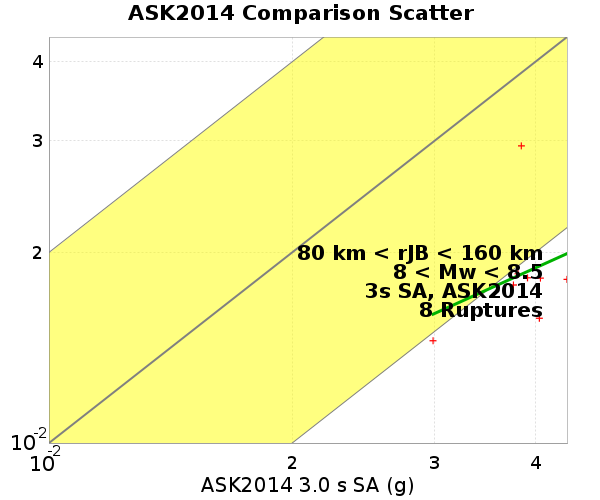 ASK2014 Comparison Scatter
4
3
2
80 km < rJB < 160 km
8 < Mw < 8.5
3s SA, ASK2014
8 Ruptures
10-2
10-2
2
3
4
ASK2014 3.0 s SA (g)